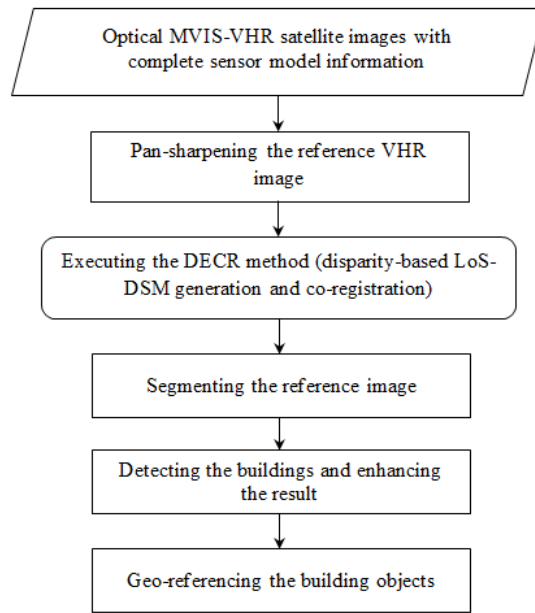 Optical MVIS-VHR satellite images with
complete sensor model information
Pan-sharpening the reference VHR
image
Executing the DECR method (disparity-based LoS-
DSM generation and co-registration)
Segmenting the reference image
Detecting the buildings and enhancing
the result
Geo-referencing the building objects